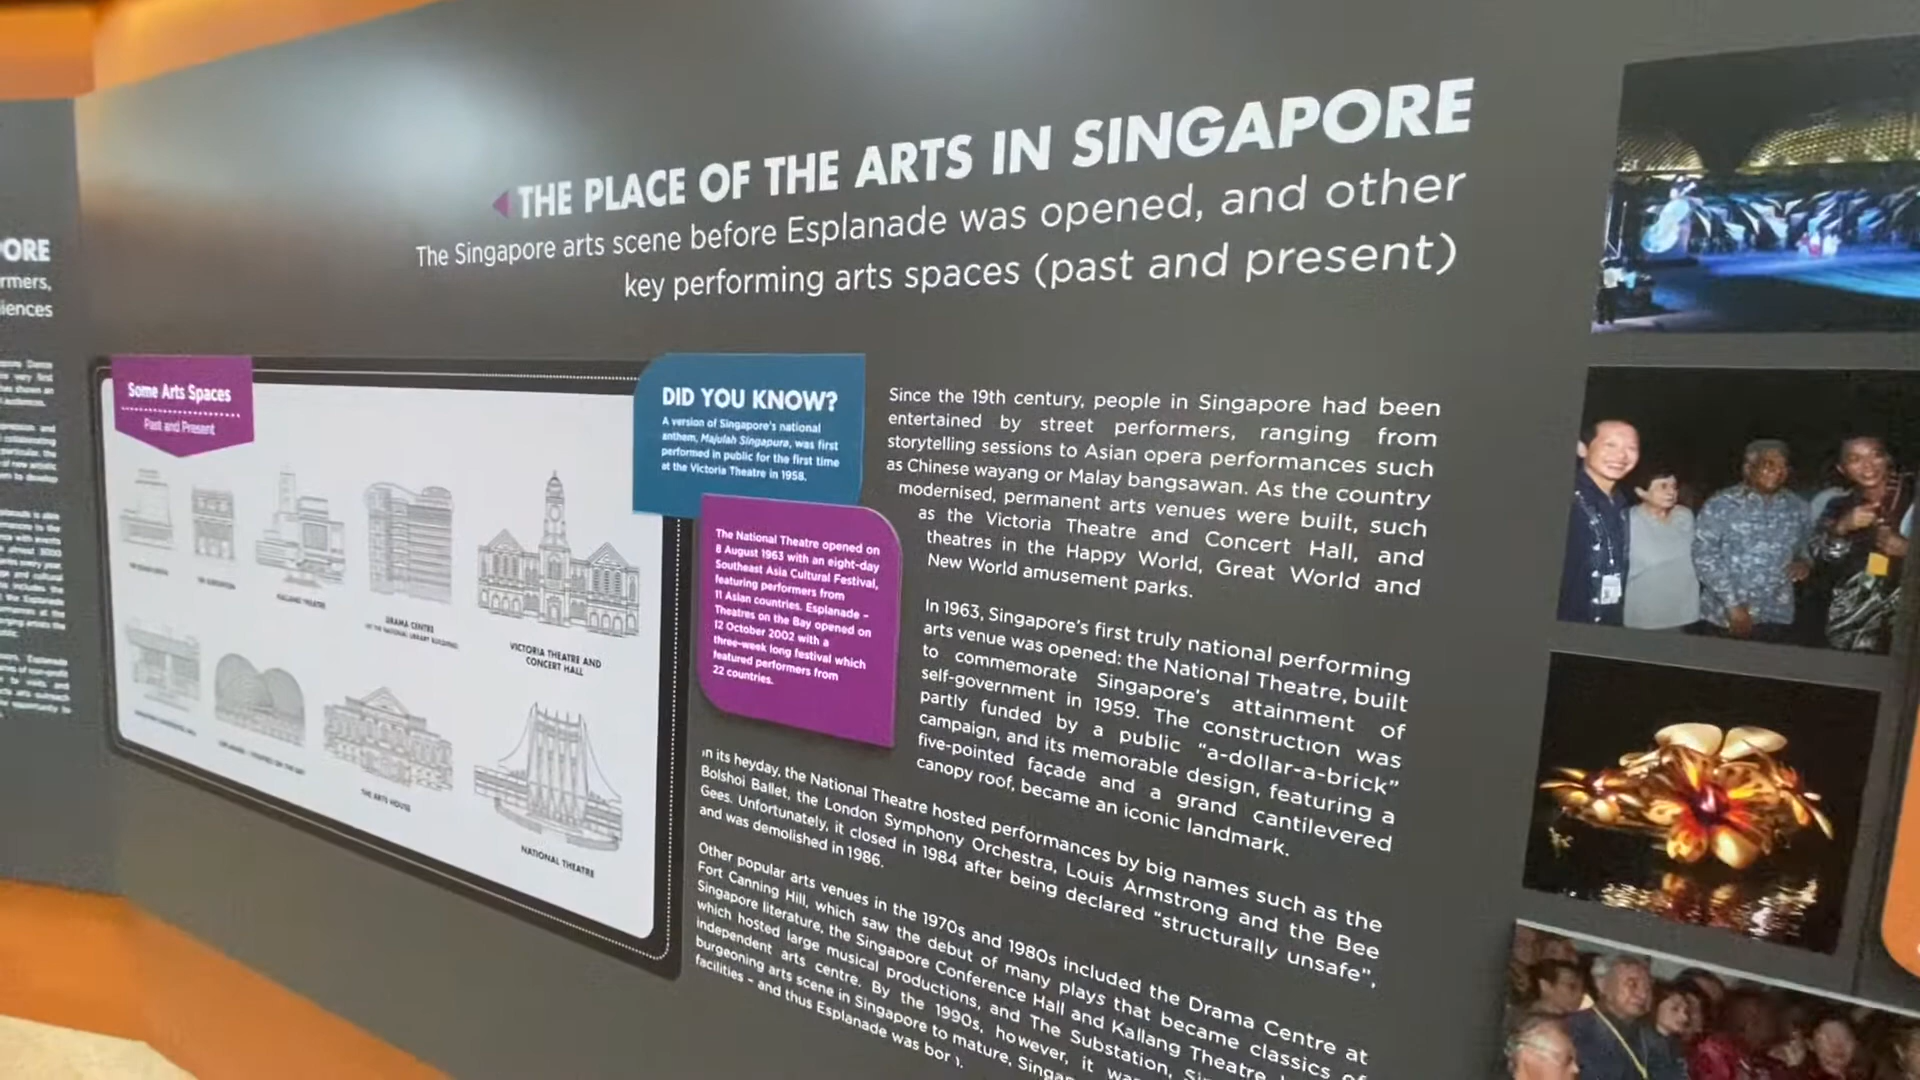 THE PLACE OF THE ARTS IN SINGAPORE
The Singapore arts scene before Esplanade was opened, and other
key performing arts spaces (past and present)
ORE
rmers,
iences
Some Arts Spaces
Past and Present
KALLANG THEATRE
DRAMA CENTRE
VICTORIA THEATRE AND
CONCERT HALL
THE ARTS HOUSE
NATIONAL THEATRE
DID YOU KNOW?
A version of Singapore's national
anthem, Majulah Singapura, was first
performed in public for the first time
at the Victoria Theatre in 1958.
The National Theatre opened on
8 August 1963 with an eight-day
Southeast Asia Cultural Festival,
featuring performers from
11 Asian countries. Esplanade –
Theatres on the Bay opened on
12 October 2002 with a
three-week long festival which
featured performers from
22 countries.
Since the 19th century, people in Singapore had been
entertained by street performers, ranging from
storytelling sessions to Asian opera performances such
as Chinese wayang or Malay bangsawan. As the country
modernised, permanent arts venues were built, such
as the Victoria Theatre and Concert Hall, and
theatres in the Happy World, Great World and
New World amusement parks.
In 1963, Singapore's first truly national performing
arts venue was opened: the National Theatre, built
to commemorate Singapore's attainment of
self-government in 1959. The construction was
partly funded by a public “a-dollar-a-brick”
campaign, and its memorable design, featuring a
five-pointed façade and a grand cantilevered
canopy roof, became an iconic landmark.
In its heyday, the National Theatre hosted performances by big names such as the
Bolshoi Ballet, the London Symphony Orchestra, Louis Armstrong and the Bee
Gees. Unfortunately, it closed in 1984 after being declared “structurally unsafe”,
and was demolished in 1986.
Other popular arts venues in the 1970s and 1980s included the Drama Centre at
Fort Canning Hill, which saw the debut of many plays that became classics of
Singapore literature, the Singapore Conference Hall and Kallang Theatre
which hosted large musical productions, and The Substation,
independent arts centre. By the 1990s, however, it
burgeoning arts scene in Singapore to mature,
facilities – and thus Esplanade was bor